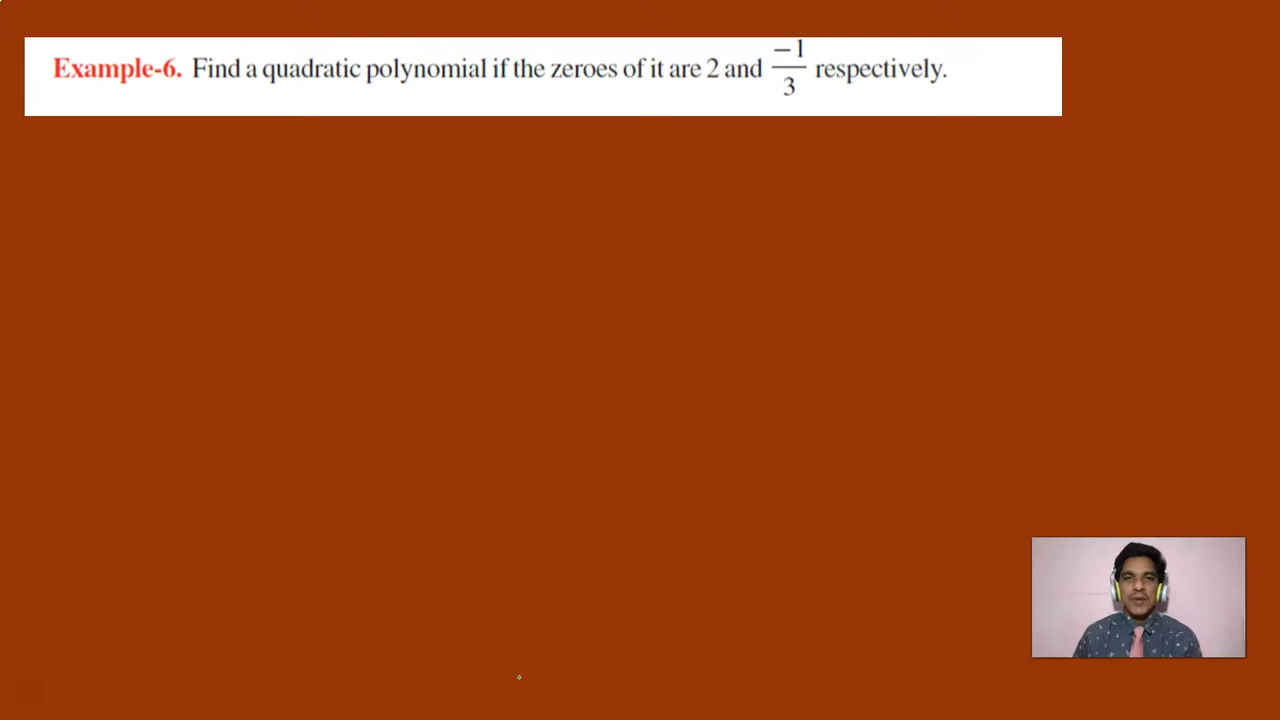 Example-6. Find a quadratic polynomial if the zeroes of it are 2 and −1/3 respectively.